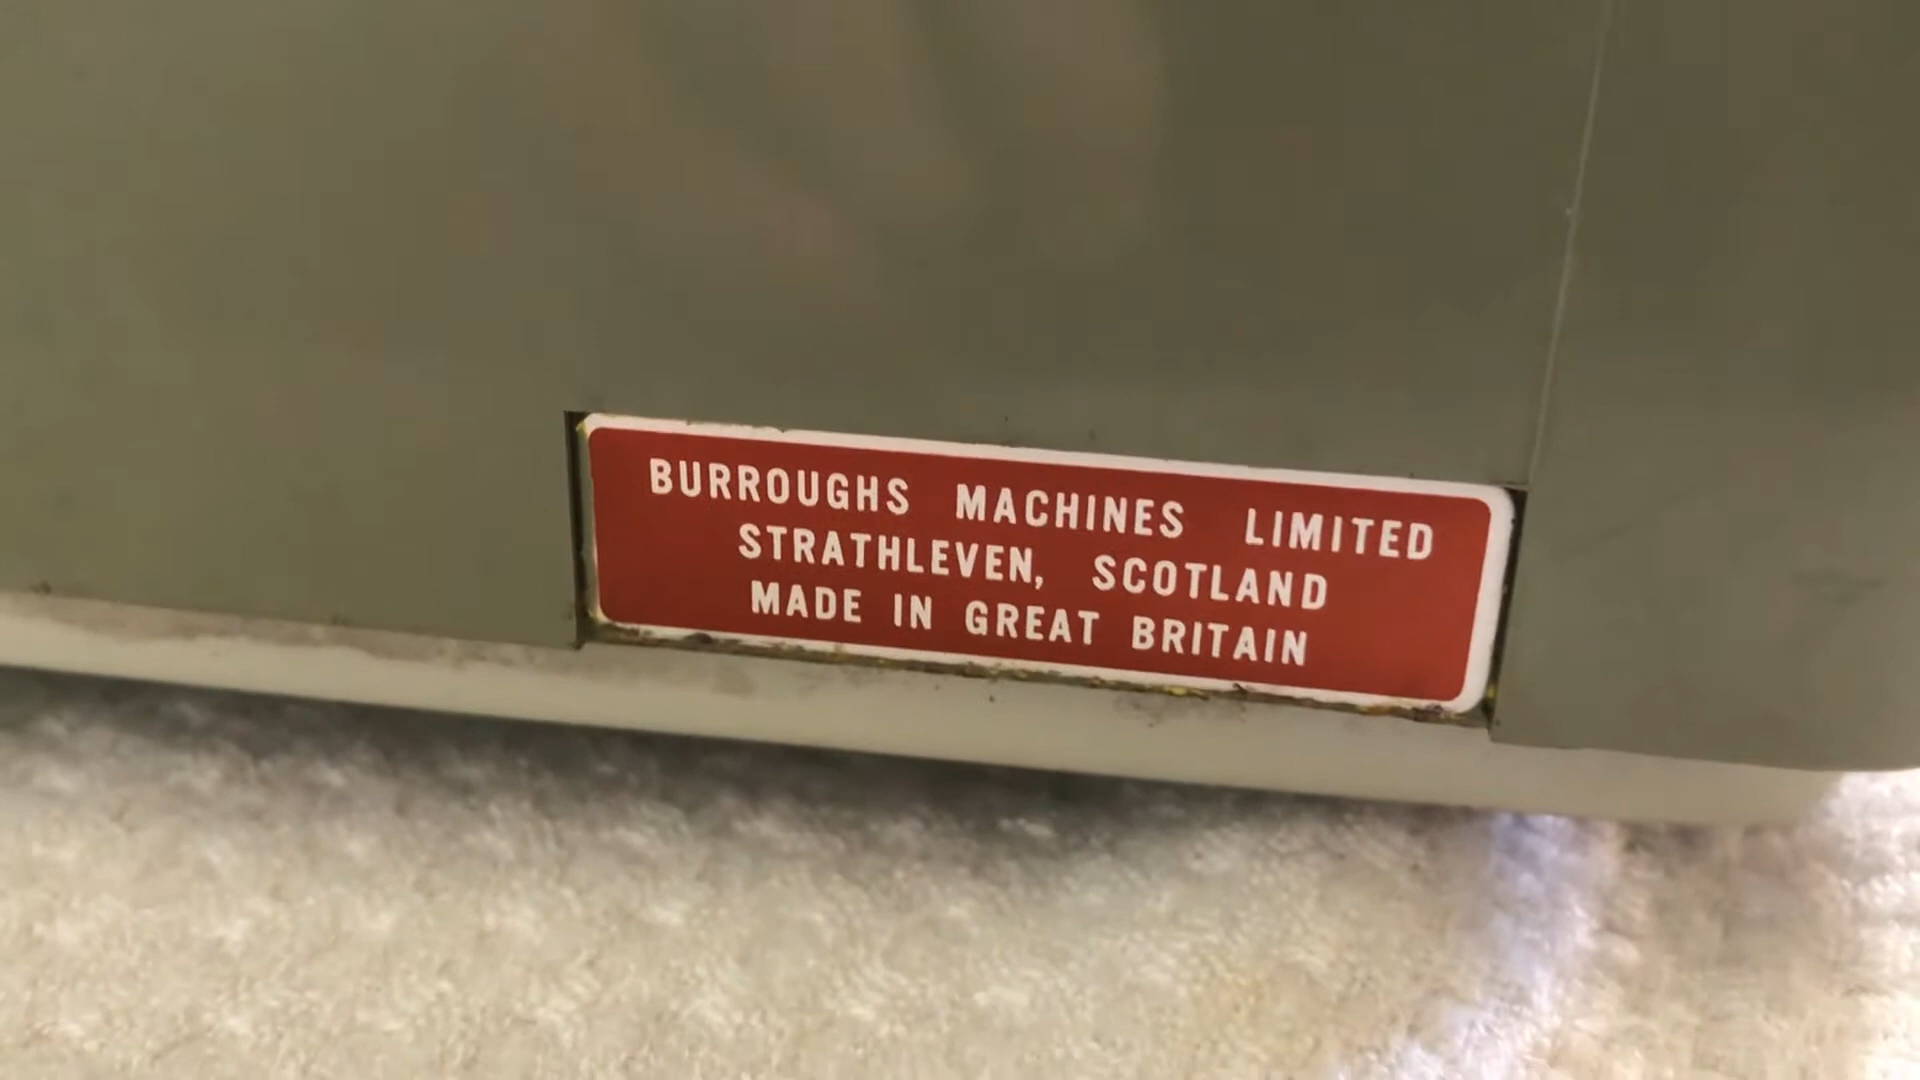 BURROUGHS MACHINES LIMITED
STRATHLEVEN, SCOTLAND
MADE IN GREAT BRITAIN